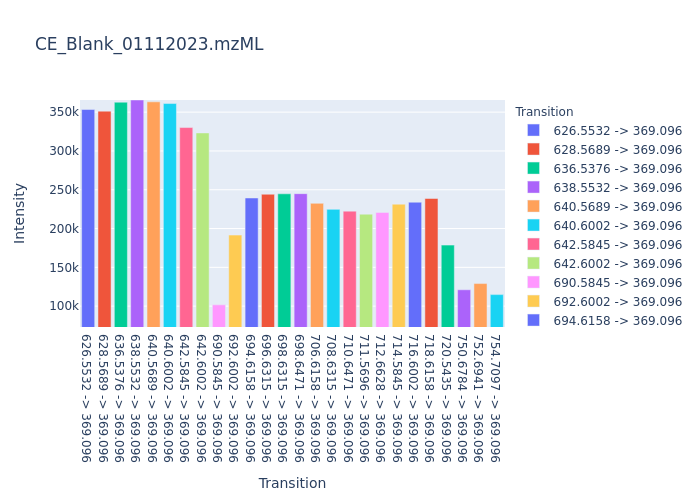 CE_Blank_01112023.mzML
Intensity
350k
300k
250k
200k
150k
100k
626.5532 -> 369.096
628.5689 -> 369.096
636.5376 -> 369.096
638.5532 -> 369.096
640.5689 -> 369.096
640.6002 -> 369.096
642.5845 -> 369.096
642.6002 -> 369.096
690.5845 -> 369.096
692.6002 -> 369.096
694.6158 -> 369.096
696.6315 -> 369.096
698.6315 -> 369.096
698.6471 -> 369.096
706.6158 -> 369.096
708.6315 -> 369.096
710.6471 -> 369.096
711.5696 -> 369.096
712.6628 -> 369.096
714.5845 -> 369.096
716.6002 -> 369.096
718.6158 -> 369.096
720.5435 -> 369.096
750.6784 -> 369.096
752.6941 -> 369.096
754.7097 -> 369.096
Transition
Transition
626.5532 -> 369.096
628.5689 -> 369.096
636.5376 -> 369.096
638.5532 -> 369.096
640.5689 -> 369.096
640.6002 -> 369.096
642.5845 -> 369.096
642.6002 -> 369.096
690.5845 -> 369.096
692.6002 -> 369.096
694.6158 -> 369.096